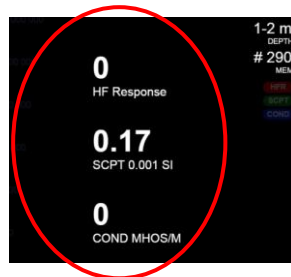 1-2 m
DEPTH
# 290
MEM
HFR
SCPT
COND
0
HF Response
0.17
SCPT 0.001 SI
0
COND MHOS/M